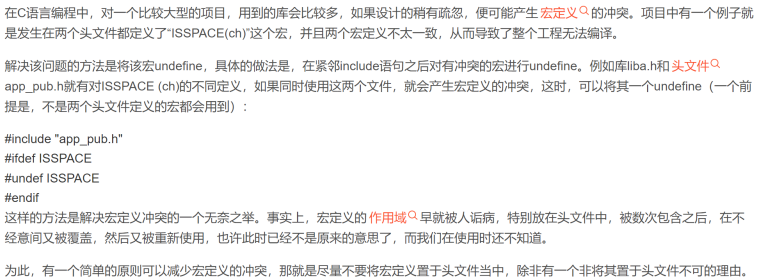 在C语言编程中，对一个比较大型的项目，用到的库会比较多，如果设计的稍有疏忽，便可能产生 宏定义 的冲突。项目中有一个例子就
是发生在两个头文件都定义了“ISSPACE(ch)”这个宏，并且两个宏定义不太一致，从而导致了整个工程无法编译。
解决该问题的方法是将该宏undefine，具体的做法是，在紧邻include语句之后对有冲突的宏进行undefine。例如库liba.h和 头文件
app_pub.h就有对ISSPACE (ch)的不同定义，如果同时使用这两个文件，就会产生宏定义的冲突，这时，可以将其一个undefine（一个前
提是，不是两个头文件定义的宏都会用到）：
#include "app_pub.h"
#ifdef ISSPACE
#undef ISSPACE
#endif
这样的方法是解决宏定义冲突的一个无奈之举。事实上，宏定义的 作用域 早就被人诟病，特别放在头文件中，被数次包含之后，在不
经意间又被覆盖，然后又被重新使用，也许此时已经不是原来的意思了，而我们在使用时还不知道。
为此，有一个简单的原则可以减少宏定义的冲突，那就是尽量不要将宏定义置于头文件当中，除非有一个非将其置于头文件不可的理由。